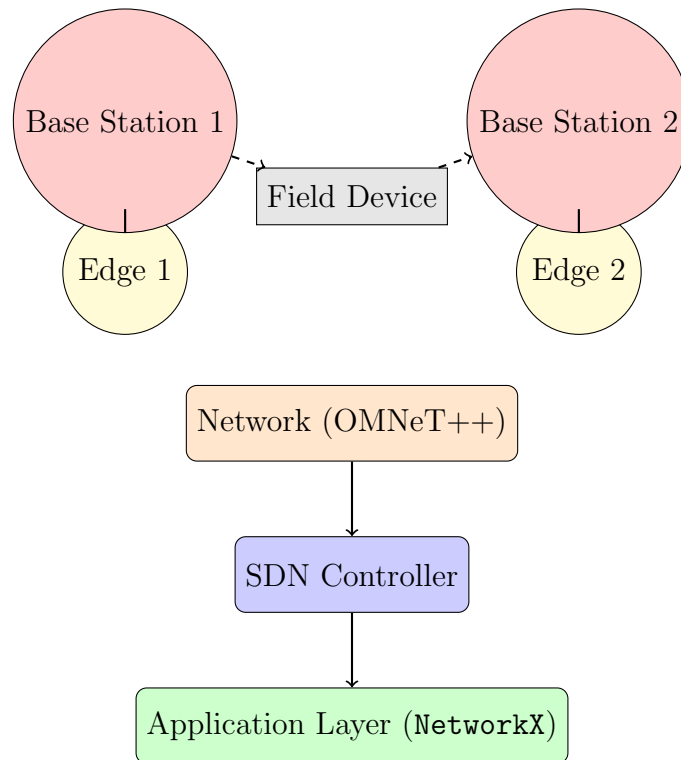 Base Station 1
Base Station 2
Field Device
Edge 1
Edge 2
Network (OMNeT++)
SDN Controller
Application Layer (NetworkX)